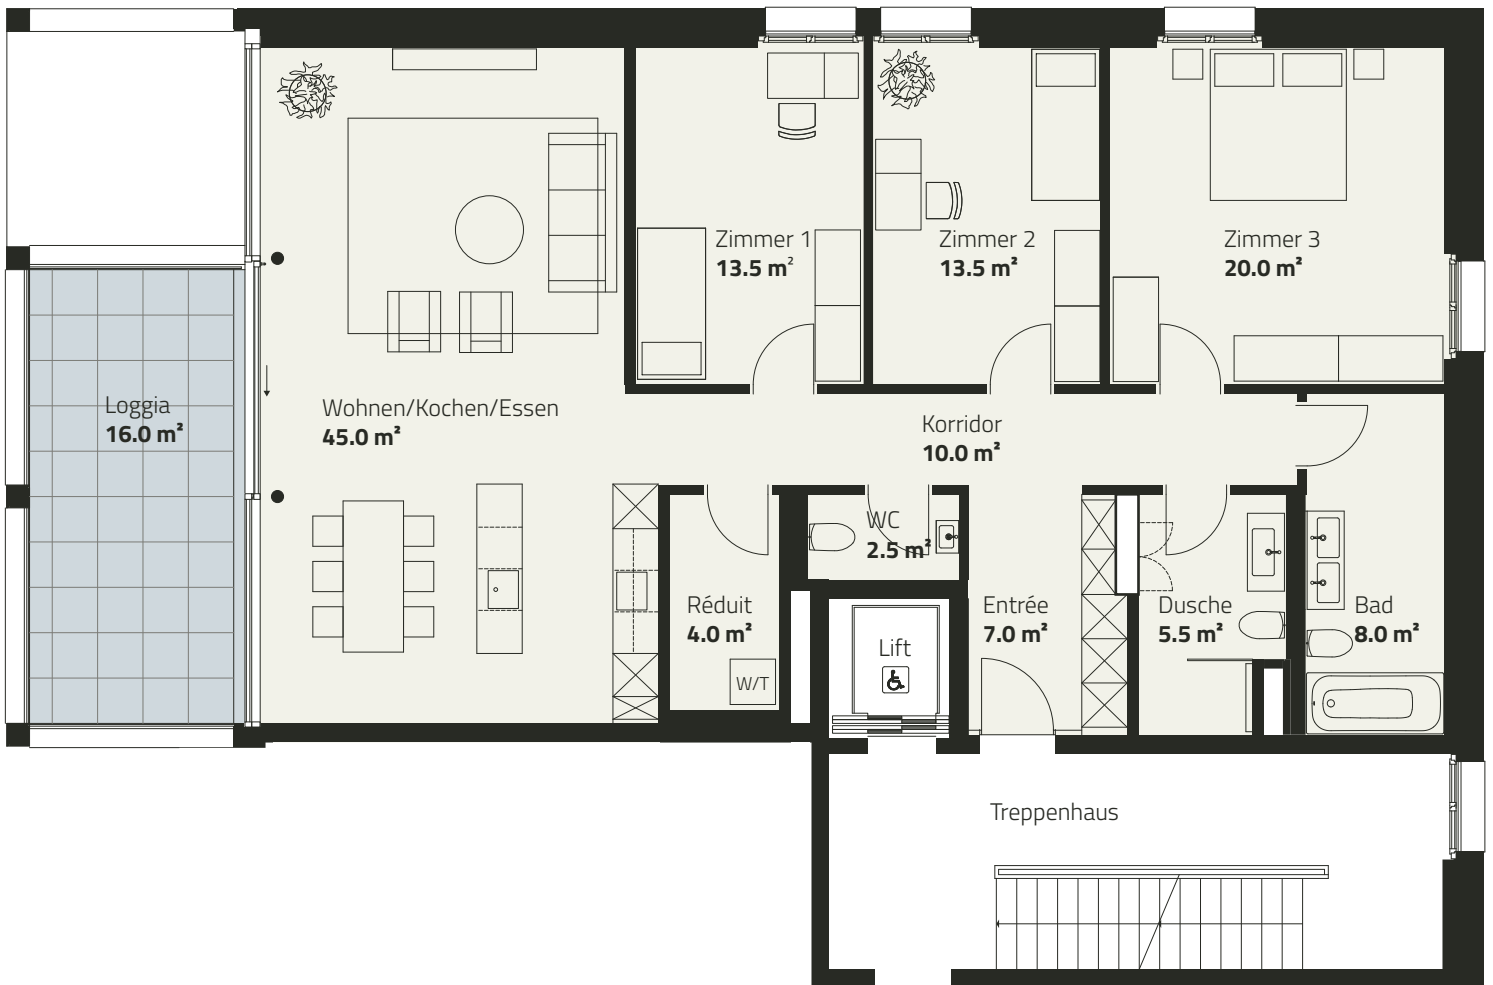 Zimmer 1
13.5 m²
Zimmer 2
13.5 m²
Zimmer 3
20.0 m²
Loggia
16.0 m²
Wohnen/Kochen/Essen
45.0 m²
Korridor
10.0 m²
WC
2.5 m²
Réduit
4.0 m²
W/T
Lift
Entrée
7.0 m²
Dusche
5.5 m²
Bad
8.0 m²
Treppenhaus